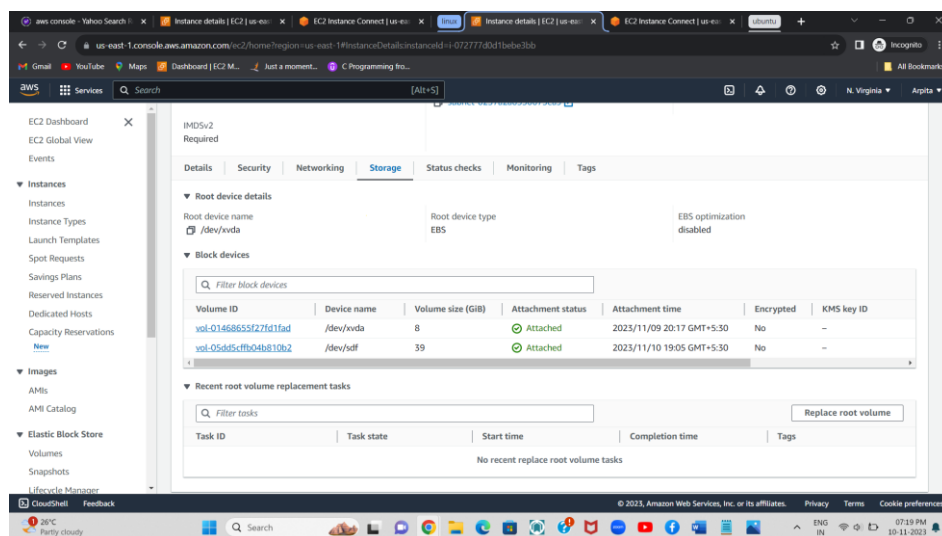 aws console - Yahoo Search R
Instance details | EC2 | us-eas
EC2 Instance Connect | us-eas
linux
Instance details | EC2 | us-eas
EC2 Instance Connect | us-eas
ubuntu
us-east-1.console.aws.amazon.com/ec2/home?region=us-east-1#InstanceDetails:instanceId=i-072777d0d1bebe3bb
Incognito
Gmail YouTube Maps Dashboard | EC2 M... Just a moment... C Programming fro... All Bookmark
aws Services Search [Alt+S] N. Virginia Arpita
EC2 Dashboard
EC2 Global View
Events
Instances
Instances
Instance Types
Launch Templates
Spot Requests
Savings Plans
Reserved Instances
Dedicated Hosts
Capacity Reservations
New
Images
AMIs
AMI Catalog
Elastic Block Store
Volumes
Snapshots
Lifecycle Manager
IMDSv2
Required
Details Security Networking Storage Status checks Monitoring Tags
Root device details
Root device name Root device type EBS optimization
/dev/xvda EBS disabled
Block devices
Filter block devices
Volume ID Device name Volume size (GiB) Attachment status Attachment time Encrypted KMS key ID
vol-01468655f27fd1fad /dev/xvda 8 Attached 2023/11/09 20:17 GMT+5:30 No –
vol-05dd5cffb04b810b2 /dev/sdf 39 Attached 2023/11/10 19:05 GMT+5:30 No –
Recent root volume replacement tasks
Filter tasks Replace root volume
Task ID Task state Start time Completion time Tags
No recent replace root volume tasks
CloudShell Feedback © 2023, Amazon Web Services, Inc. or its affiliates. Privacy Terms Cookie preferences
1 26°C
Partly cloudy
Search
ENG
IN
07:19 PM
10-11-2023